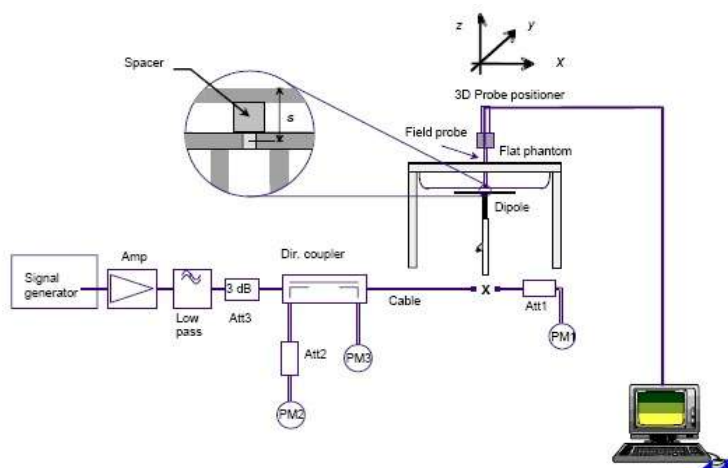 z
y
X
3D Probe positioner
Spacer
s
Field probe
Flat phantom
Dipole
Signal
generator
Amp
Low
pass
3 dB
Att3
Dir. coupler
Cable
X
Att1
PM1
Att2
PM3
PM2